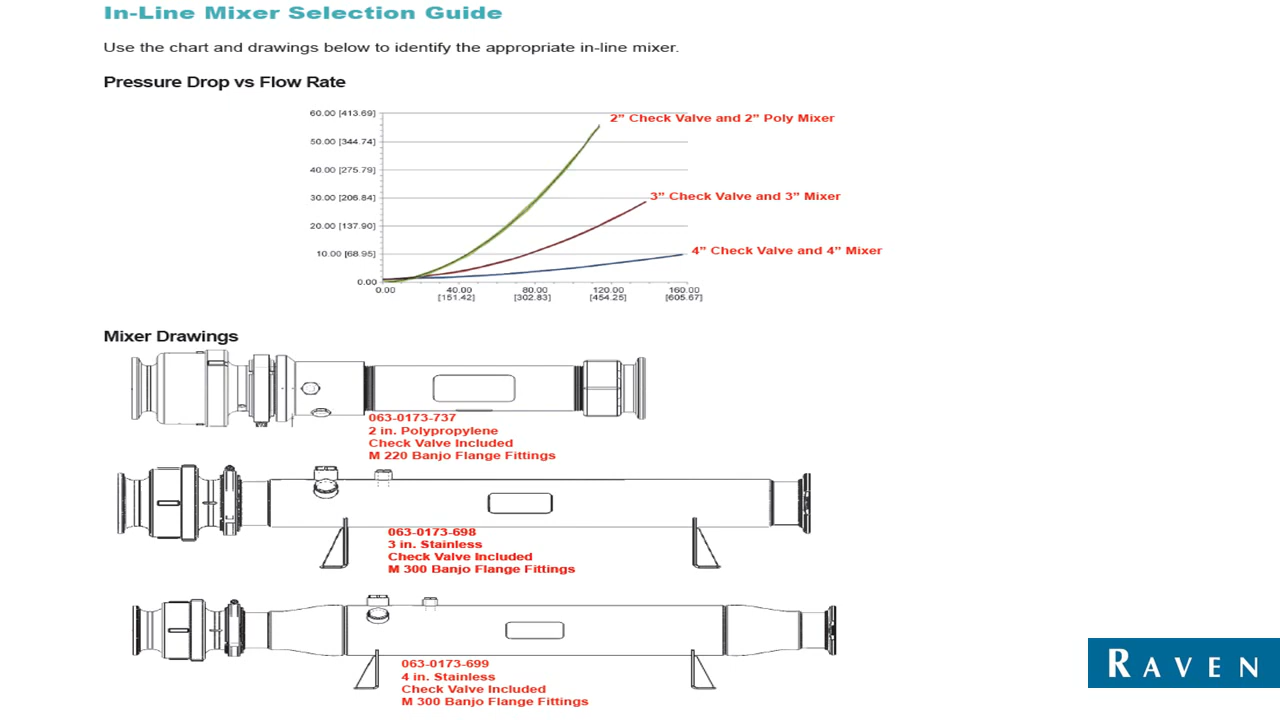 In-Line Mixer Selection Guide
Use the chart and drawings below to identify the appropriate in-line mixer.
Pressure Drop vs Flow Rate
60.00 [413.69]
50.00 [344.74]
40.00 [275.79]
30.00 [206.84]
20.00 [137.90]
10.00 [68.95]
0.00
2” Check Valve and 2” Poly Mixer
3” Check Valve and 3” Mixer
4” Check Valve and 4” Mixer
0.00 40.00 80.00 120.00 160.00
[151.42] [302.83] [454.25] [605.67]
Mixer Drawings
063-0173-737
2 in. Polypropylene
Check Valve Included
M 220 Banjo Flange Fittings
063-0173-698
3 in. Stainless
Check Valve Included
M 300 Banjo Flange Fittings
063-0173-699
4 in. Stainless
Check Valve Included
M 300 Banjo Flange Fittings
RAVEN